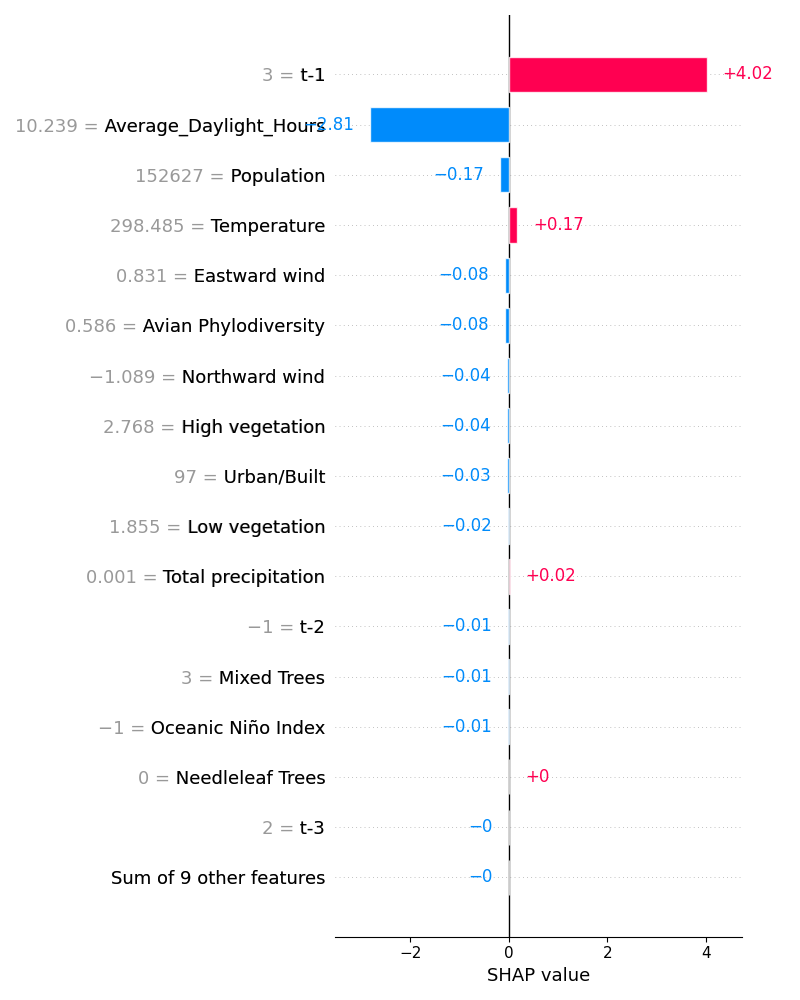 3 = t-1 +4.02
10.239 = Average_Daylight_Hours −2.81
152627 = Population −0.17
298.485 = Temperature +0.17
0.831 = Eastward wind −0.08
0.586 = Avian Phylodiversity −0.08
−1.089 = Northward wind −0.04
2.768 = High vegetation −0.04
97 = Urban/Built −0.03
1.855 = Low vegetation −0.02
0.001 = Total precipitation +0.02
−1 = t-2 −0.01
3 = Mixed Trees −0.01
−1 = Oceanic Niño Index −0.01
0 = Needleleaf Trees +0
2 = t-3 −0
Sum of 9 other features −0
−2 0 2 4
SHAP value